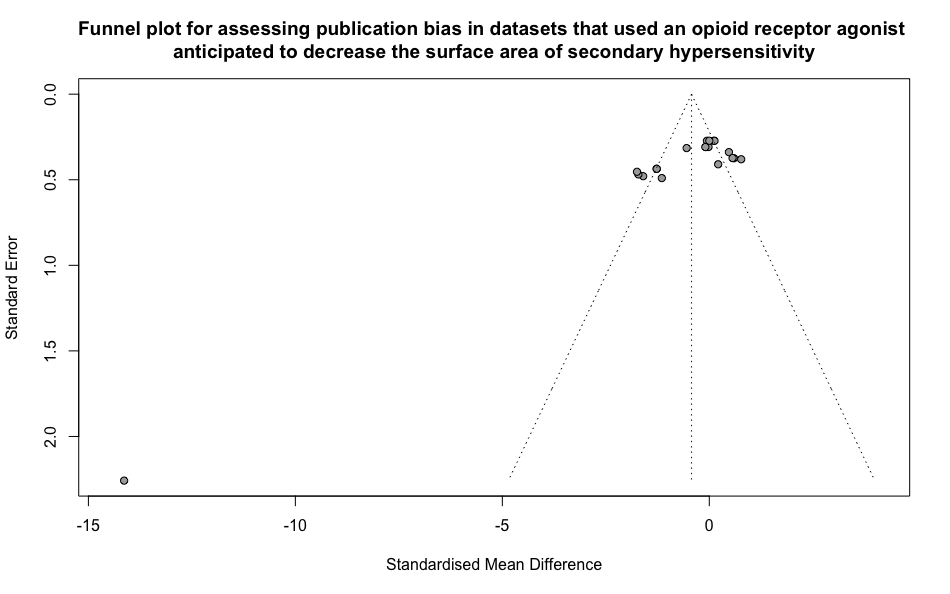 Funnel plot for assessing publication bias in datasets that used an opioid receptor agonist
anticipated to decrease the surface area of secondary hypersensitivity
0.0
0.5
1.0
1.5
2.0
Standard Error
-15
-10
-5
0
Standardised Mean Difference